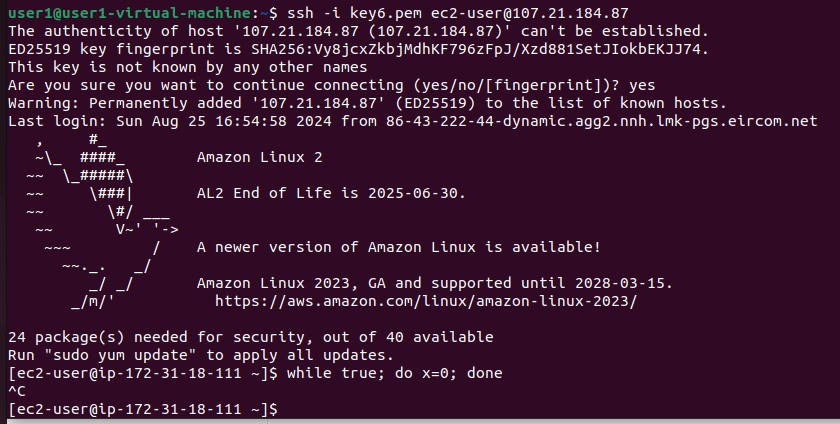 user1@user1-virtual-machine:~$ ssh -i key6.pem ec2-user@107.21.184.87
The authenticity of host '107.21.184.87 (107.21.184.87)' can't be established.
ED25519 key fingerprint is SHA256:Vy8jcxZkbjMdhKF796zFpJ/Xzd881SetJIokbEKJJ74.
This key is not known by any other names
Are you sure you want to continue connecting (yes/no/[fingerprint])? yes
Warning: Permanently added '107.21.184.87' (ED25519) to the list of known hosts.
Last login: Sun Aug 25 16:54:58 2024 from 86-43-222-44-dynamic.agg2.nnh.lmk-pgs.eircom.net
   ,     #_
   ~\_  ####_        Amazon Linux 2
  ~~  \_#####\
  ~~     \###|       AL2 End of Life is 2025-06-30.
  ~~       \#/ ___
   ~~       V~' '->
    ~~~         /    A newer version of Amazon Linux is available!
      ~~._.   _/
         _/ _/       Amazon Linux 2023, GA and supported until 2028-03-15.
       _/m/'           https://aws.amazon.com/linux/amazon-linux-2023/
24 package(s) needed for security, out of 40 available
Run "sudo yum update" to apply all updates.
[ec2-user@ip-172-31-18-111 ~]$ while true; do x=0; done
^C
[ec2-user@ip-172-31-18-111 ~]$